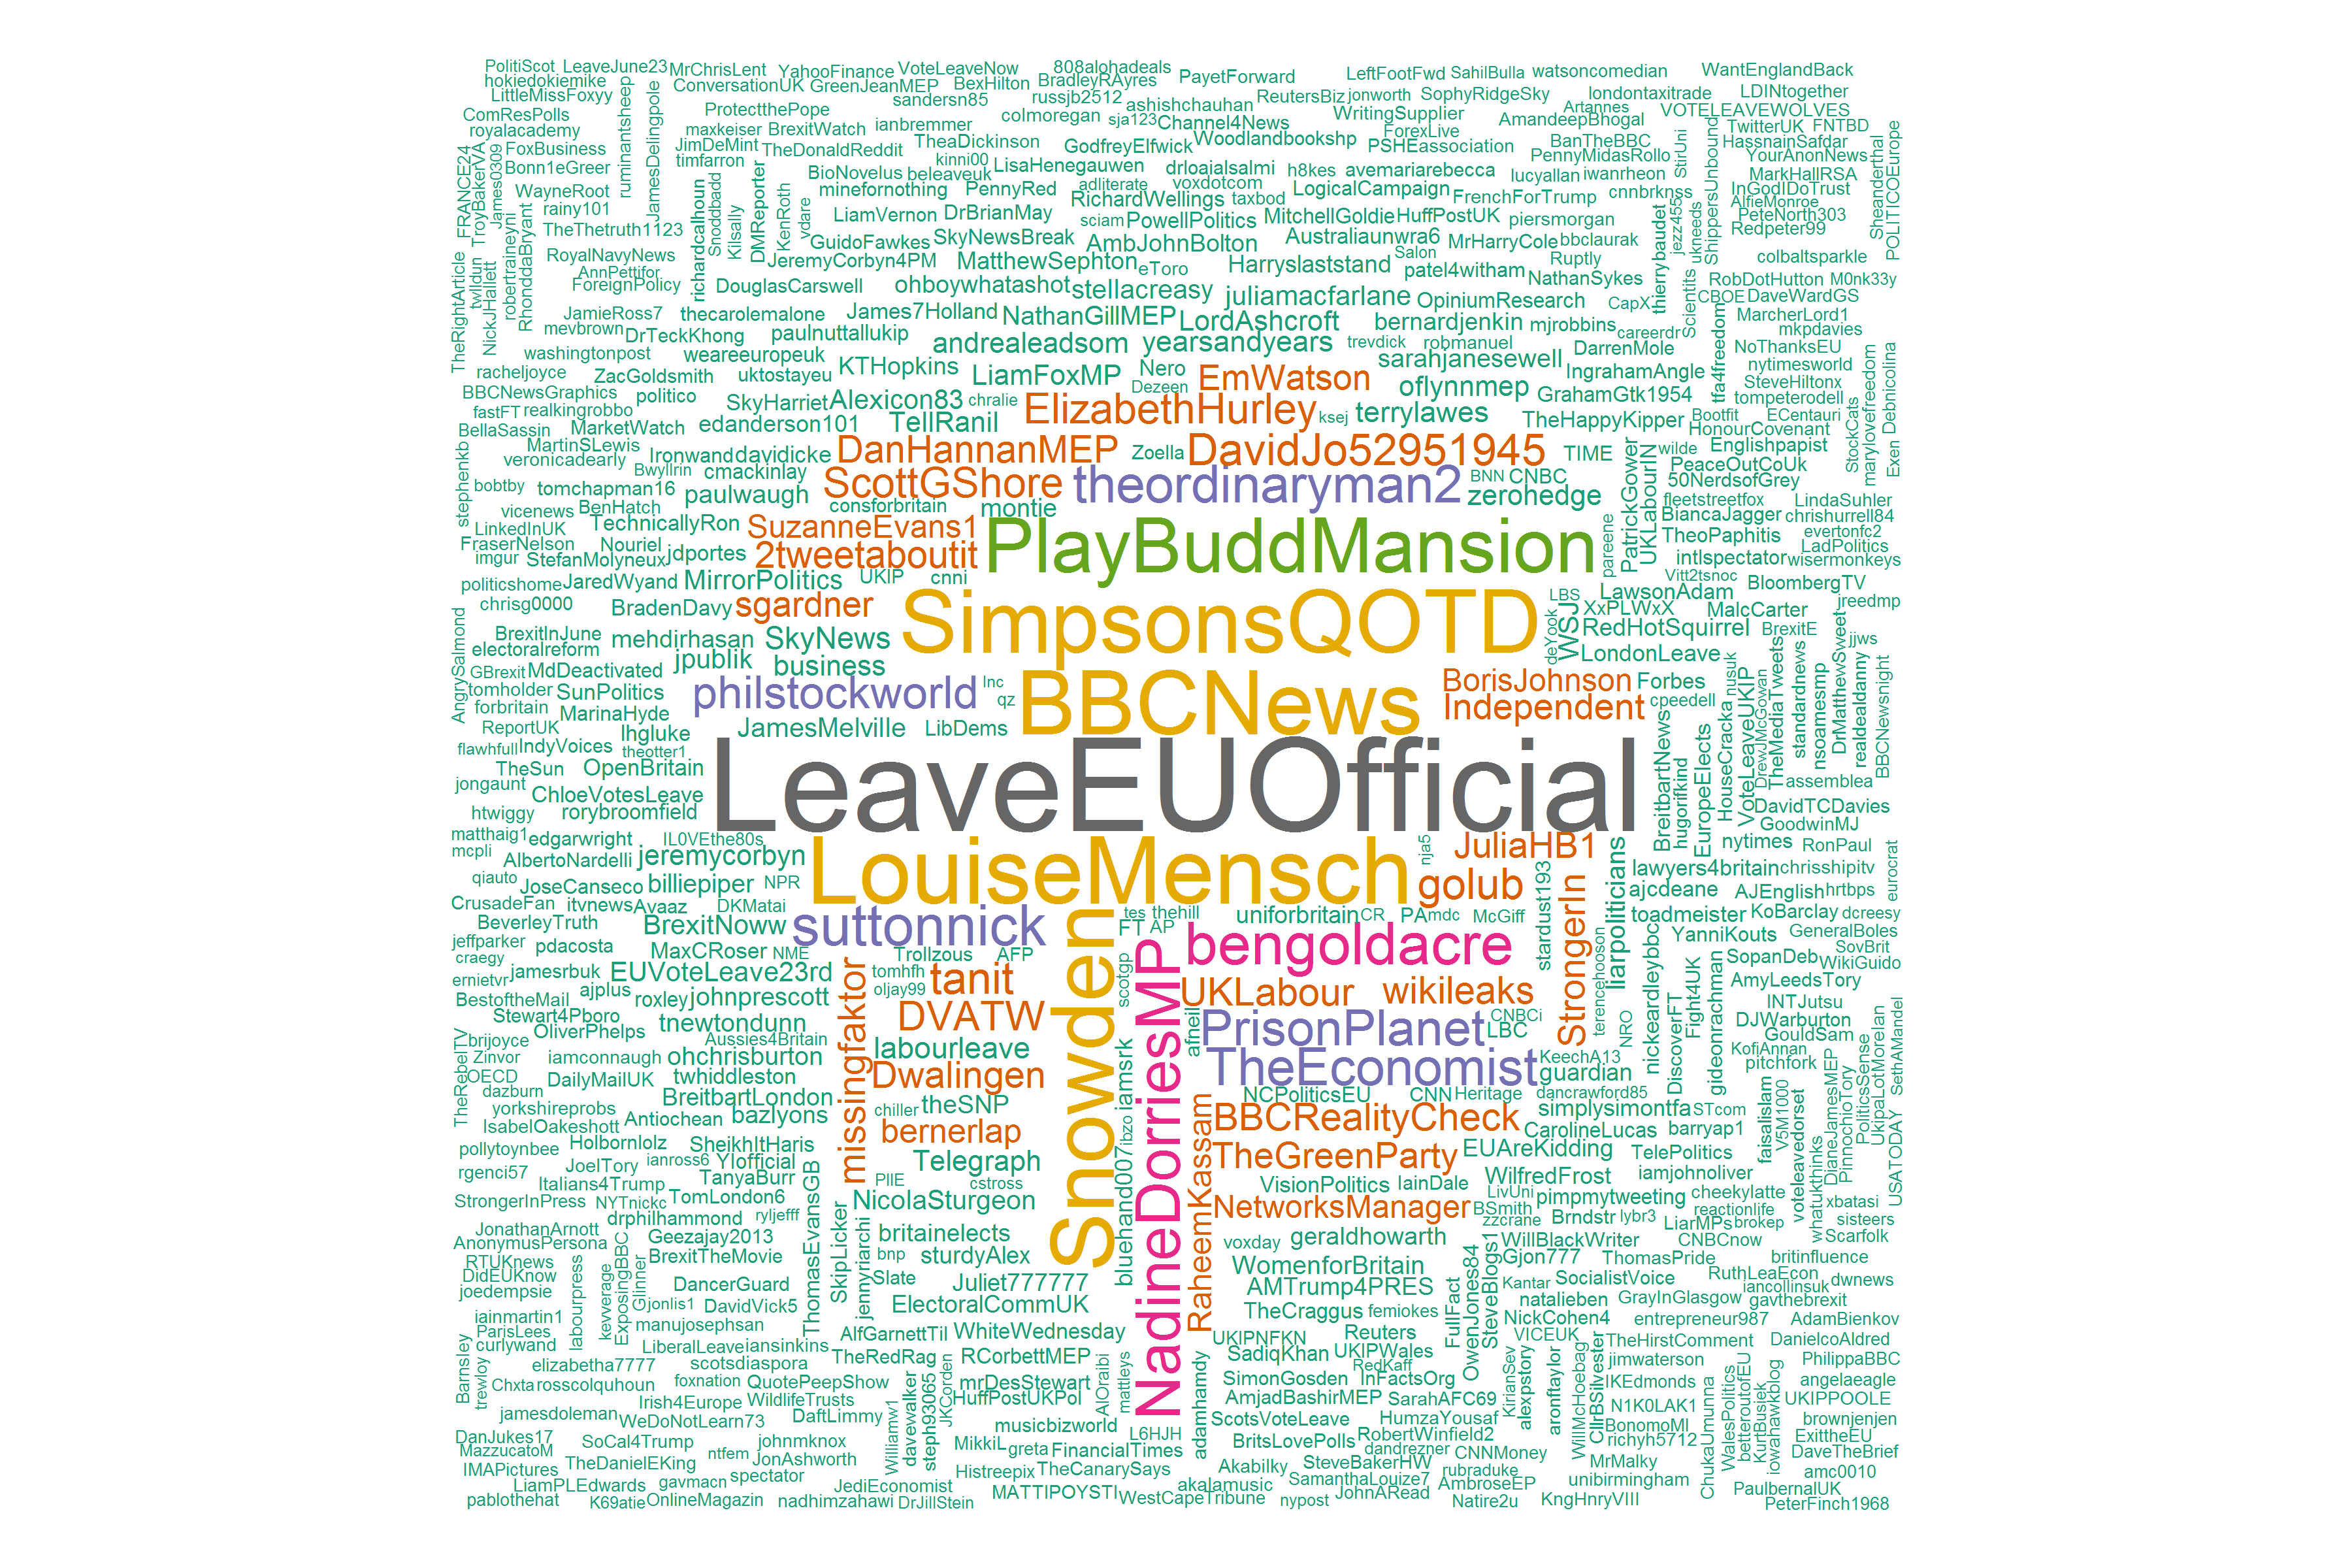 PolitiScot LeaveJune23 MrChrisLent YahooFinance VoteLeaveNow 808alohadeals PayetForward LeftFootFwd SahilBulla watsoncomedian WantEnglandBack
hokiedokiemike ConversationUK GreenJeanMEP BexHilton BradleyRAyres
LittleMissFoxyy sandersn85 russjb2512 ashishchauhan ReutersBiz jonworth SophyRidgeSky londontaxitrade LDINtogether
ComResPolls ProtectthePope colmoregan sja123 Channel4News WritingSupplier Artannes VOTELEAVEWOLVES
royalacademy maxkeiser BrexitWatch ianbremmer Woodlandbookshp ForexLive AmandeepBhogal TwitterUK FNTBD
FoxBusiness JimDeMint TheDonaldReddit TheaDickinson GodfreyElfwick PSHEassociation BanTheBBC HassnainSafdar
Bonn1eGreer timfarron kinni00 LisaHenegauwen drloaialsalmi h8kes avemariarebecca PennyMidasRollo YourAnonNews
WayneRoot BioNovelus beleaveuk adliterate voxdotcom lucyallan iwanrheon cnnbrknss MarkHallRSA
rainy101 minefornothing PennyRed RichardWellings taxbod LogicalCampaign FrenchForTrump InGodIDoTrust
TheThetruth1123 LiamVernon DrBrianMay sciam PowellPolitics MitchellGoldie HuffPostUK piersmorgan AlfieMonroe PeteNorth303
RoyalNavyNews GuidoFawkes SkyNewsBreak AmbJohnBolton Australiaunwra6 MrHarryCole bbclaurak Redpeter99
AnnPettifor JeremyCorbyn4PM MatthewSephton eToro Harryslaststand Salon patel4witham Ruptly colbaltsparkle
ForeignPolicy DouglasCarswell ohboywhatashot stellacreasy juliamacfarlane OpiniumResearch NathanSykes CapX RobDotHutton M0nk33y
JamieRoss7 thecarolemalone James7Holland NathanGillMEP LordAshcroft bernardjenkin mjrobbins careerdr CBOE DaveWardGS
mevbrown DrTeckKhong paulnuttallukip andrealeadsom yearsandyears trevdick robmanuel MarcherLord1
washingtonpost weareeuropeuk KTHopkins LiamFoxMP Nero EmWatson sarahjanesewell DarrenMole mkpdavies NoThanksEU
racheljoyce ZacGoldsmith uktostayeu Dezeen oflynnmep IngrahamAngle nytimesworld
BBCNewsGraphics politico SkyHarriet Alexicon83 chralie ElizabethHurley ksej terrylawes GrahamGtk1954 SteveHiltonx tompeterodell
fastFT realkingrobbo edanderson101 TellRanil TheHappyKipper Bootfit ECentauri HonourCovenant
BellaSassin MarketWatch DanHannanMEP Zoella DavidJo52951945 TIME wilde Englishpapist
MartinSLewis Ironwand davidicke PeaceOutCoUk
veronicadearly Bwyllrin cmackinlay ScottGShore theordinaryman2 BNN CNBC 50NerdsofGrey
bobtby tomchapman16 paulwaugh consforbritain montie zerohedge fleetstreetfox LindaSuhler
vicenews BenHatch BiancaJagger chrishurrell84
LinkedInUK TechnicallyRon SuzanneEvans1 PlayBuddMansion TheoPaphitis evertonfc2
FraserNelson Nouriel jdportes 2tweetaboutit intlspectator LadPolitics
imgur StefanMolyneux wisermonkeys
politicshome JaredWyand MirrorPolitics UKIP cnni Vitt2tsnoc BloombergTV
chrisg0000 BradenDavy sgardner SimpsonsQOTD LBS LawsonAdam jreedmp
BrexitInJune mehdirhasan SkyNews XxPLWxX MalcCarter
electoralreform jpublik business RedHotSquirrel BrexitE jjws
GBrexit MdDeactivated LondonLeave
tomholder SunPolitics philstockworld Inc qz BBCNews BorisJohnson Forbes cpeedell
forbritain MarinaHyde Independent
ReportUK lhgluke JamesMelville LibDems
flawhfull IndyVoices theotter1
TheSun OpenBritain LeaveEUOfficial assemblea
jongaunt ChloeVotesLeave DavidTCDavies
htwiggy rorybroomfield GoodwinMJ
matthaig1 edgarwright IL0VEthe80s LouiseMensch JuliaHB1 nytimes RonPaul
mcpli AlbertoNardelli jeremycorbyn lawyers4britain chrisshipitv
qiauto JoseCanseco billiepiper NPR golub ajcdeane AJEnglish hrtbps
CrusadeFan itvnews Avaaz DKMatai suttonnick tes thehill uniforbritain CR PA mdc McGiff toadmeister KoBarclay dcreesy
BeverleyTruth BrexitNoww FT AP bengoldacre YanniKouts GeneralBoles
jeffparker pdacosta MaxCRoser NME Trollzous AFP SopanDeb SovBrit
craegy jamesrbuk EUVoteLeave23rd tomhfh tanit UKLabour wikileaks WikiGuido
ernietvr ajplus roxley johnprescott oljay99 AmyLeedsTory
BestoftheMail Stewart4Pboro DVATW PrisonPlanet CNBCi LBC INTJutsu
OliverPhelps tnewtondunn DJWarburton
brijoyce Aussies4Britain labourleave TheEconomist KeechA13 GouldSam
Zinvor iamconnaugh ohchrisburton Dwalingen guardian KofiAnnan pitchfork
OECD DailyMailUK twhiddleston NCPoliticsEU CNN Heritage dancrawford85
dazburn BreitbartLondon chiller theSNP BBCRealityCheck simplysimontfa STcom
yorkshireprobs Antiochean bazlyons bernerlap CarolineLucas barryap1
IsabelOakeshott Holbornlolz SheikhItHaris TheGreenParty EUAreKidding TelePolitics
pollytoynbee ianross6 YIofficial Telegraph WilfredFrost iamjohnoliver
rgenci57 JoelTory TanyaBurr PIIE cstross VisionPolitics IainDale LivUni pimpmytweeting cheekylatte
Italians4Trump NicolaSturgeon NetworksManager BSmith reactionlife
StrongerInPress NYTnickc TomLondon6 zzcrane Brndstr lybr3 LiarMPs brokep xbatasi
drphilhammond ryljefff britainelects voxday geraldhowarth WillBlackWriter CNBCnow sisteers
JonathanArnott Geezajay2013 bnp sturdyAlex Gjon777 ThomasPride britinfluence Scarfolk
AnonymusPersona BrexitTheMovie Slate Juliet777777 WomenforBritain Kantar SocialistVoice RuthLeaEcon dwnews
RTUKnews DancerGuard AMTrump4PRES natalieben GrayInGlasgow iancollinsuk
DidEUKnow jonlis1 DavidVick5 ElectoralCommUK TheCraggus femiokes NickCohen4 entrepreneur987 gavthebrexit
joedempsie manujosephsan AlfGarnettTil WhiteWednesday UKIPNFKN Reuters VICEUK AdamBienkov
iainmartin1 LiberalLeave iansinkins TheRedRag RCorbettMEP SadiqKhan UKIPWales TheHirstComment DanielcoAldred
ParisLees scotsdiaspora RedKaff jimwaterson PhilippaBBC
curlywand elizabetha7777 foxnation QuotePeepShow mrDesStewart SimonGosden InFactsOrg IKEdmonds angelaeagle
Chxta rosscolquhoun Irish4Europe WildlifeTrusts HuffPostUKPol AmjadBashirMEP SarahAFC69 N1K0LAK1 UKIPPOOLE
jamesdoleman WeDoNotLearn73 DaftLimmy musicbizworld ScotsVoteLeave HumzaYousaf BonomoMI brownjenjen
DanJukes17 SoCal4Trump johnmknox MikkiL greta L6HJH BritsLovePolls RobertWinfield2 richyh5712 ExittheEU
MazzucatoM ntfem JonAshworth FinancialTimes dandrezner CNNMoney MrMalky DaveTheBrief
IMAPictures TheDanielEKing spectator Histreepix TheCanarySays Akabilky SteveBakerHW rubraduke unibirmingham amc0010
LiamPLEdwards gavmacn JediEconomist akalamusic SamanthaLouize7 AmbroseEP PaulbernalUK
pablothehat K69atie OnlineMagazin nadhimzahawi DrJillStein MATTIPOYSTI WestCapeTribune nypost JohnARead Natire2u KngHnryVIII PeterFinch1968
ruminantsheep
JamesDelingpole
FRANCE24
TroyBakerVA
James0309
TheRightArticle
twlldun
NickJHallett
robertraineyni
RhonddaBryant
richardcalhoun
Snoddbadd
Kilsally
DMReporter
KenRoth
vdare
thierrybaudet
jezz455
StirUni
ukneeds
ShippersUnbound
Scientits
tfa4freedom
Sheanderthal
POLITICOEurope
StockCats
marylovefreedom
Exen
Debnicolina
stephenkb
AngrySalmond
pareene
PatrickGower
UKLabourIN
deYook
WSJ
nusuk
DrewJMcGowan
TheMediaTweets
standardnews
nsoamesmp
DrMatthewSweet
realdealdanny
BBCNewsnight
BreitbartNews
hugorifkind
EuropeElects
HouseCracka
VoteLeaveUKIP
nja5
stardust193
liarpoliticians
StrongerIn
eurocrat
Snowden
NadineDorriesMP
scotgp
iamsrk
afneil
ibzo
bluehand007
RaheemKassam
missingfaktor
terencehooson
NRO
nickeardleybbc
DiscoverFT
Fight4UK
gideonrachman
TheRebelTV
faisalislam
V5M1000
voteleavedorset
whatukthinks
DianeJamesMEP
PinnochioTory
PoliticsSense
UkipaLotMorelan
USATODAY
SethAMandel
ThomasEvansGB
SkipLicker
jennyriarchi
labourpress
keveverage
ExposingBBC
Glinner
Barnsley
trewloy
FullFact
OwenJones84
SteveBlogs1
Williamw1
davewalker
steph93065
JKCorden
AlOraibi
mattleys
adamhamdy
KirianSev
alexpstory
aronftaylor
WillMcHoebag
CllrBSilvester
ChukaUmunna
WalesPolitics
betteroutofEU
KurtBusiek
iowahawkblog